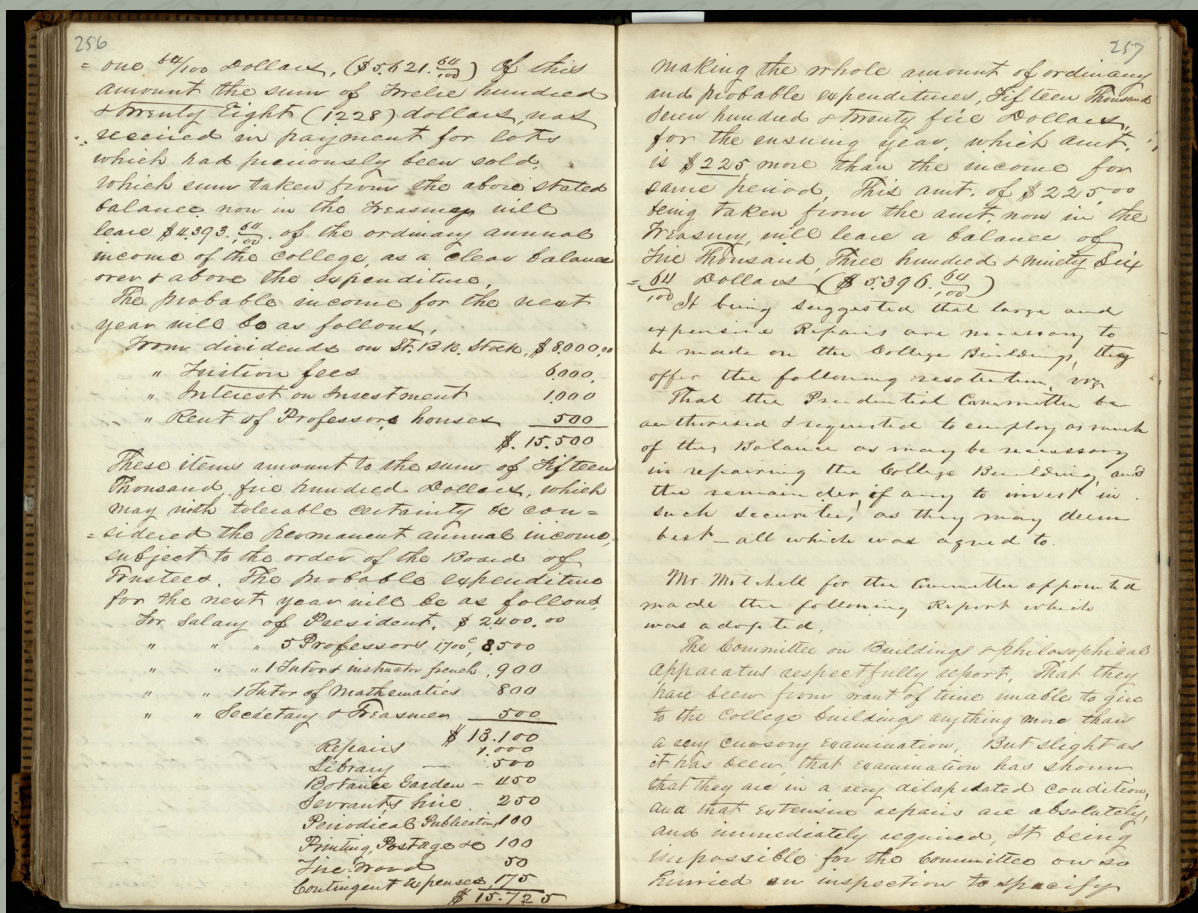 256
= one 64/100 Dollars, ($5.621.64/100) Of this
amount the sum of Twelve hundred
& twenty Eight (1228) dollars, was
received in payment for lots
which had previously been sold,
which sum taken from the above stated
balance now in the Treasury will
leave $4.393.64/100. of the ordinary annual
income of the College, as a clear balance
over & above the Expenditure.
The probable income for the next
year will be as follows,
From dividends on St. Bk. Stock, $8,000.00
" Tuition fees 6,000,
" Interest on Investment 1,000
" Rent of Professors houses 500
$. 15.500
These items amount to the sum of Fifteen
Thousand five hundred Dollars, which
may with tolerable certainty be con=
=sidered the permanent annual income,
subject to the order of the Board of
Trustees. The probable expenditure
for the next year will be as follows
For Salary of President. $ 2400.00
" " " 5 Professors 1700, 8.500
" " " 1 Tutor & instructor french, 900
" " 1 Tutor of Mathematics 800
" " Secretary & Treasurer 500
$ 13.100
Repairs 1.000
Library — 500
Botanic Garden - 450
Servants hire 250
Periodical Publications 100
Printing, Postage &c 100
Fire Wood 50
Contingent Expenses, 175
$ 15.725
257
making the whole amount of ordinary
and probable expenditures, Fifteen Thousand
Seven hundred & twenty five Dollars,
for the ensuing year, which amt.
is $225, more than the income for
same period. This amt. of $225,00
being taken from the amt. now in the
Treasury, will leave a balance of
Five Thousand, Three hundred & ninety Six
= 64/100 Dollars ($5.396.64/100)
It being suggested that large and
expensive Repairs are necessary to
be made on the College Buildings, they
offer the following resolution, viz
That the Prudential Committee be
authorised & requested to employ as much
of this Balance as may be necessary
in repairing the College Building, and
the remainder, if any to invest in
such securities, as they may deem
best — all which was agreed to.
Mr. Mitchell for the Committee appointed
made the following Report which
was adopted.
The Committee on Buildings & philosophical
apparatus respectfully report, That they
have been from want of time unable to give
to the College buildings anything more than
a very cursory examination, But slight as
it has been, that examination has shown
that they are in a very dilapidated condition,
and that extensive repairs are absolutely,
and immediately required, It being
impossible for the Committee on so
hurried an inspection to specify